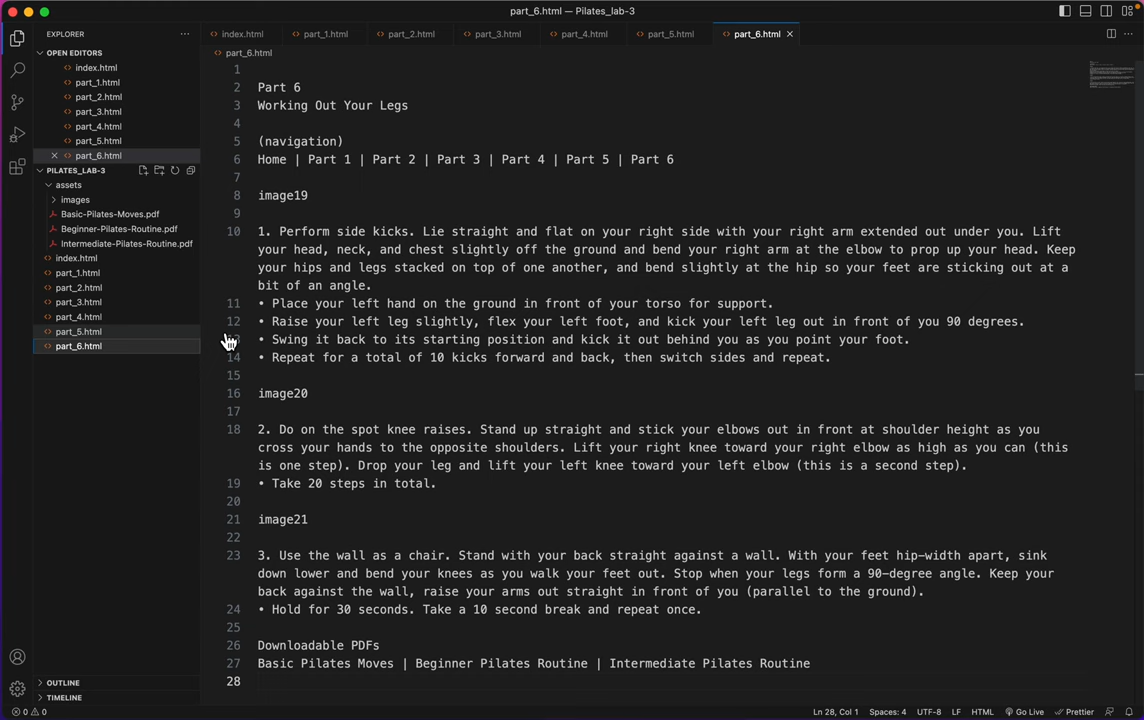 part_6.html — Pilates_lab-3
EXPLORER
index.html
part_1.html
part_2.html
part_3.html
part_4.html
part_5.html
part_6.html
OPEN EDITORS
part_6.html
index.html
part_1.html
part_2.html
part_3.html
part_4.html
part_5.html
part_6.html
PILATES_LAB-3
assets
images
Basic-Pilates-Moves.pdf
Beginner-Pilates-Routine.pdf
Intermediate-Pilates-Routine.pdf
index.html
part_1.html
part_2.html
part_3.html
part_4.html
part_5.html
part_6.html
OUTLINE
TIMELINE
1
2 Part 6
3 Working Out Your Legs
4
5 (navigation)
6 Home | Part 1 | Part 2 | Part 3 | Part 4 | Part 5 | Part 6
7
8 image19
9
10 1. Perform side kicks. Lie straight and flat on your right side with your right arm extended out under you. Lift
your head, neck, and chest slightly off the ground and bend your right arm at the elbow to prop up your head. Keep
your hips and legs stacked on top of one another, and bend slightly at the hip so your feet are sticking out at a
bit of an angle.
11 • Place your left hand on the ground in front of your torso for support.
12 • Raise your left leg slightly, flex your left foot, and kick your left leg out in front of you 90 degrees.
• Swing it back to its starting position and kick it out behind you as you point your foot.
14 • Repeat for a total of 10 kicks forward and back, then switch sides and repeat.
15
16 image20
17
18 2. Do on the spot knee raises. Stand up straight and stick your elbows out in front at shoulder height as you
cross your hands to the opposite shoulders. Lift your right knee toward your right elbow as high as you can (this
is one step). Drop your leg and lift your left knee toward your left elbow (this is a second step).
19 • Take 20 steps in total.
20
21 image21
22
23 3. Use the wall as a chair. Stand with your back straight against a wall. With your feet hip-width apart, sink
down lower and bend your knees as you walk your feet out. Stop when your legs form a 90-degree angle. Keep your
back against the wall, raise your arms out straight in front of you (parallel to the ground).
24 • Hold for 30 seconds. Take a 10 second break and repeat once.
25
26 Downloadable PDFs
27 Basic Pilates Moves | Beginner Pilates Routine | Intermediate Pilates Routine
28
0 0
Ln 28, Col 1
Spaces: 4
UTF-8
LF
HTML
Go Live
Prettier